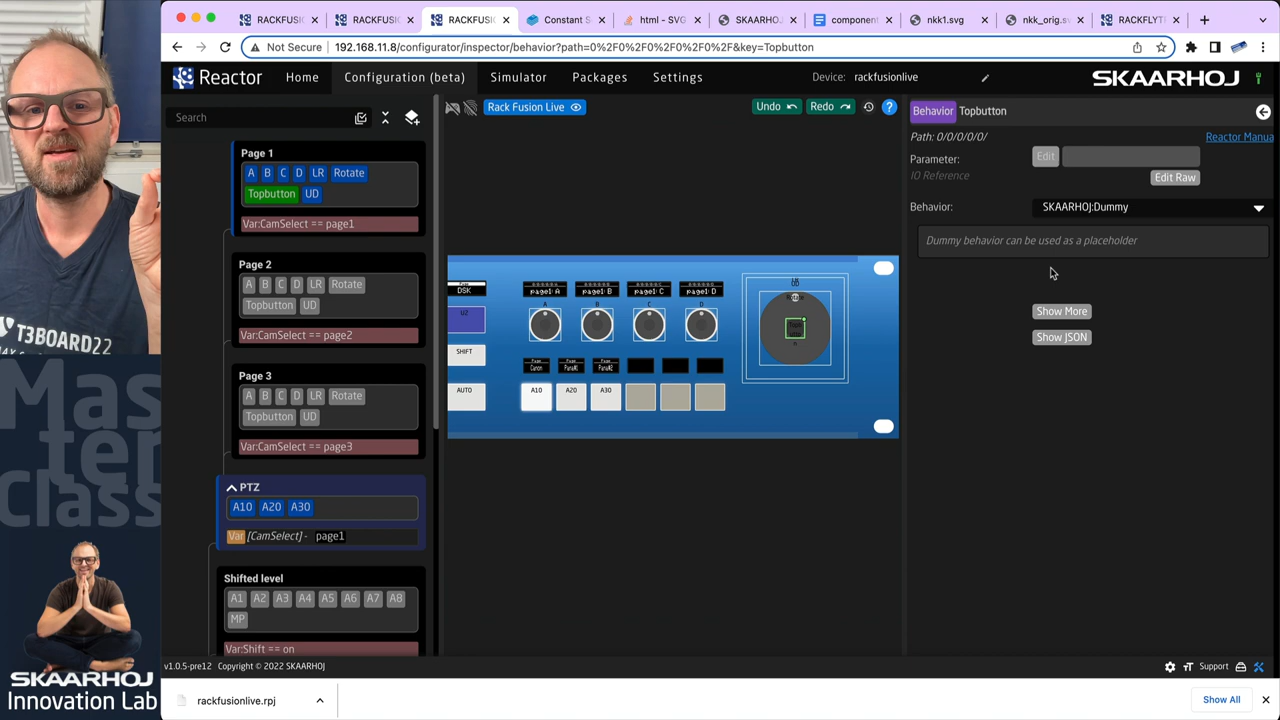 RACKFUSI
RACKFUSI
RACKFUSI
Constant S
html - SVG
SKAARHOJ
component
nkk1.svg
nkk_orig.sv
RACKFLYT
Not Secure
192.168.11.8/configurator/inspector/behavior?path=0%2F0%2F0%2F0%2F0%2F&key=Topbutton
Reactor
Home
Configuration (beta)
Simulator
Packages
Settings
Device:
rackfusionlive
SKAARHOJ
Search
Rack Fusion Live
Undo
Redo
?
Behavior
Topbutton
Path: 0/0/0/0/0/
Reactor Manua
Parameter:
IO Reference
Edit
Edit Raw
Behavior:
SKAARHOJ:Dummy
Dummy behavior can be used as a placeholder
Show More
Show JSON
Page 1
A B C D LR Rotate
Topbutton UD
Var:CamSelect == page1
Page 2
A B C D LR Rotate
Topbutton UD
Var:CamSelect == page2
Page 3
A B C D LR Rotate
Topbutton UD
Var:CamSelect == page3
PTZ
A10 A20 A30
Var [CamSelect] - page1
Shifted level
A1 A2 A3 A4 A5 A6 A7 A8
MP
Var:Shift == on
DSK
SHIFT
AUTO
page1: A
page1: B
page1: C
page1: D
A B C D
Canon
A10 A20 A30
v1.0.5-pre12 Copyright © 2022 SKAARHOJ
Support
rackfusionlive.rpj
Show All
T3BOARD22
Mas
ter
Class
SKAARHOJ
Innovation Lab